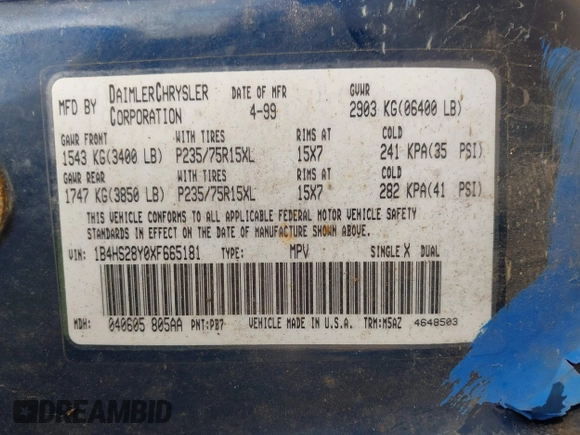 MFD BY DAIMLERCHRYSLER CORPORATION DATE OF MFR 4-99 GVWR 2903 KG(06400 LB)
GAWR FRONT WITH TIRES RIMS AT COLD
1543 KG(3400 LB) P235/75R15XL 15X7 241 KPA(35 PSI)
GAWR REAR WITH TIRES RIMS AT COLD
1747 KG(3850 LB) P235/75R15XL 15X7 282 KPA(41 PSI)
THIS VEHICLE CONFORMS TO ALL APPLICABLE FEDERAL MOTOR VEHICLE SAFETY
STANDARDS IN EFFECT ON THE DATE OF MANUFACTURE SHOWN ABOVE.
VIN: 1B4HS28Y0XF665181 TYPE: MPV SINGLE X DUAL
MDH: 040605 805AA PNT:PB7 VEHICLE MADE IN U.S.A. TRM:M5AZ 4648503
DREAMBID